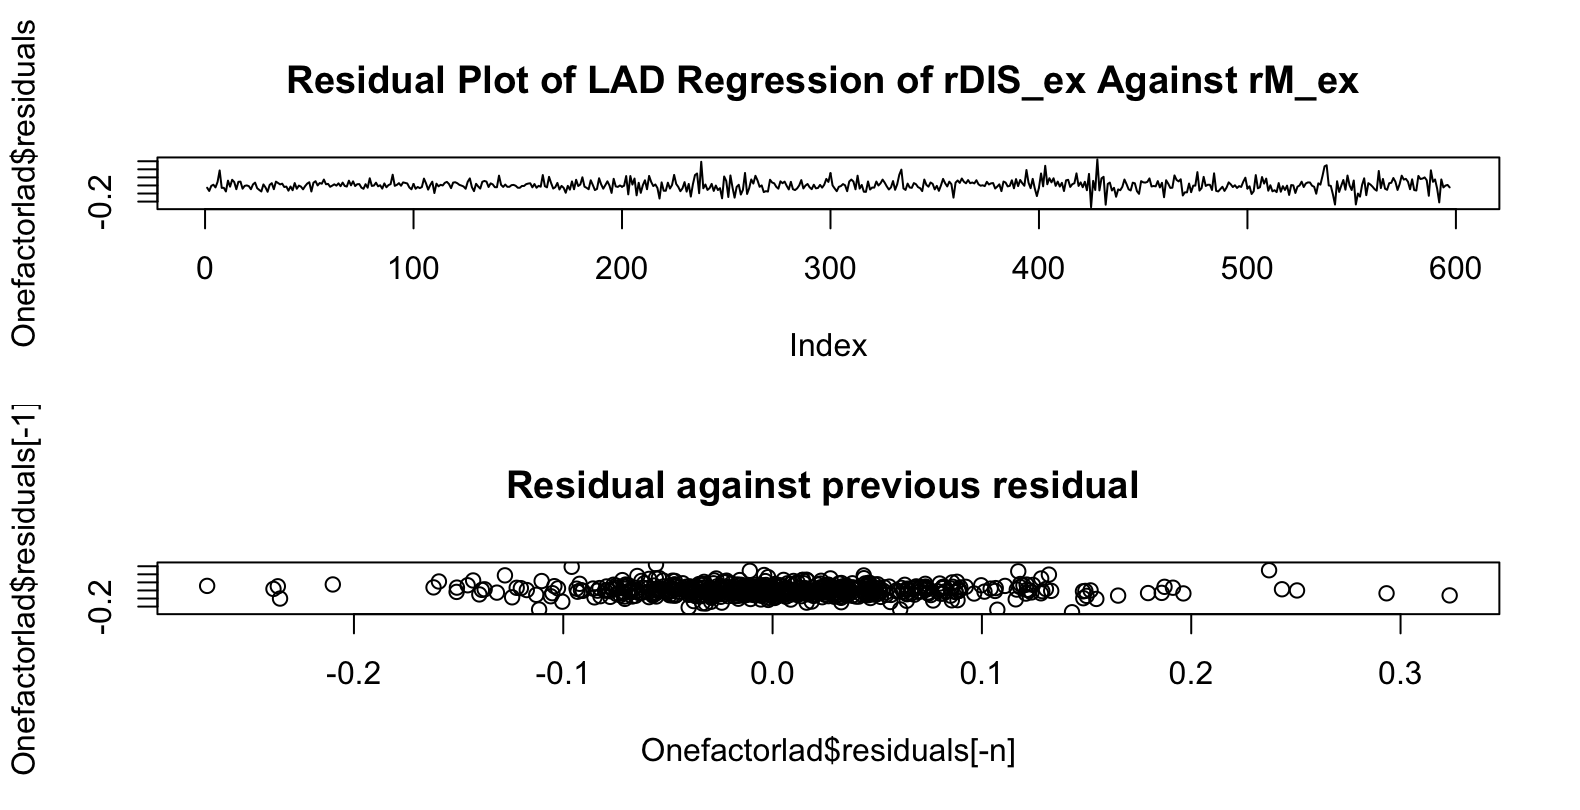 Residual Plot of LAD Regression of rDIS_ex Against rM_ex
Onefactorlad$residuals
-0.2
0 100 200 300 400 500 600
Index
Residual against previous residual
Onefactorlad$residuals[-1]
-0.2
-0.2 -0.1 0.0 0.1 0.2 0.3
Onefactorlad$residuals[-n]